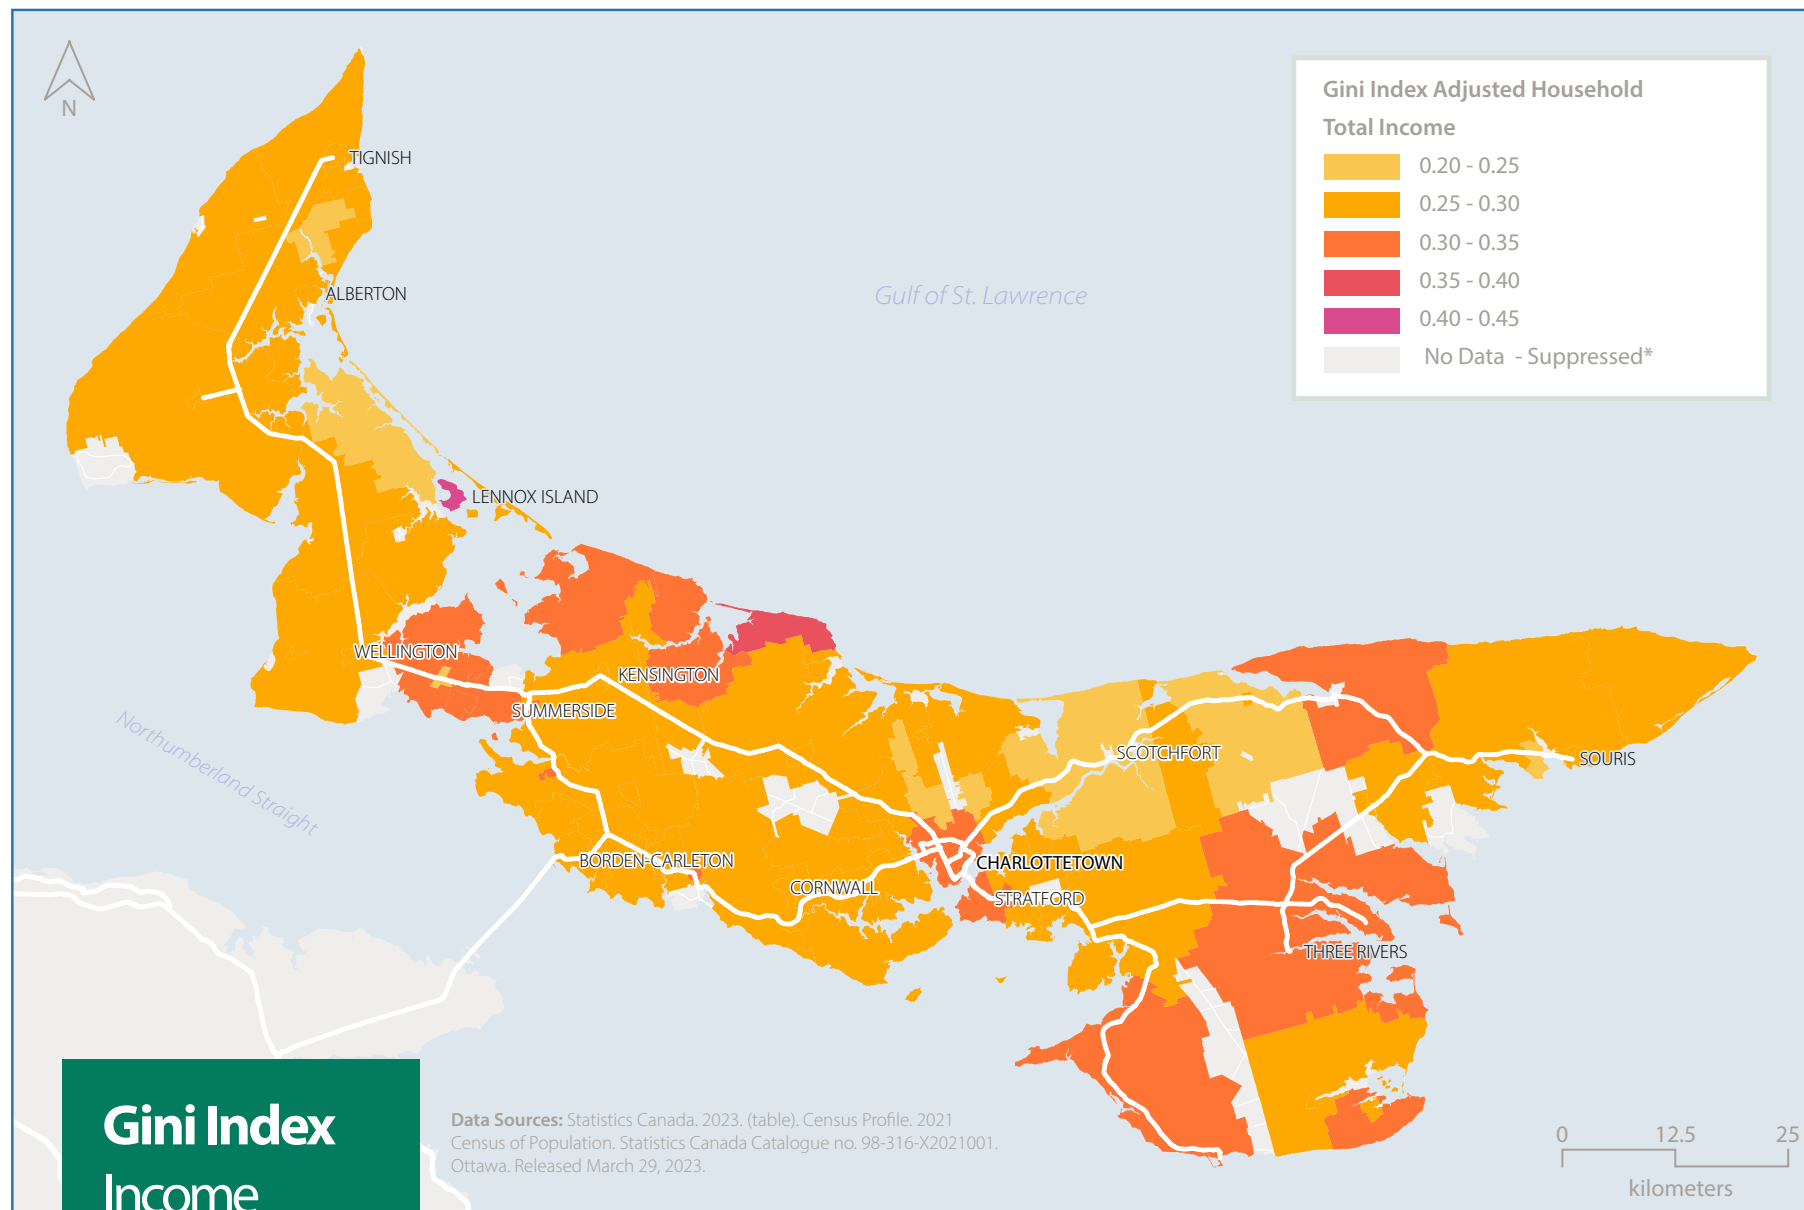 N
Gini Index Adjusted Household
Total Income
0.20 - 0.25
0.25 - 0.30
0.30 - 0.35
0.35 - 0.40
0.40 - 0.45
No Data - Suppressed*
TIGNISH
ALBERTON
Gulf of St. Lawrence
LENNOX ISLAND
WELLINGTON
KENSINGTON
SUMMERSIDE
Northumberland Straight
SCOTCHFORT
SOURIS
BORDEN-CARLETON
CHARLOTTETOWN
CORNWALL
STRATFORD
THREE RIVERS
Gini Index
Income
Data Sources: Statistics Canada. 2023. (table). Census Profile. 2021
Census of Population. Statistics Canada Catalogue no. 98-316-X2021001.
Ottawa. Released March 29, 2023.
0 12.5 25
kilometers